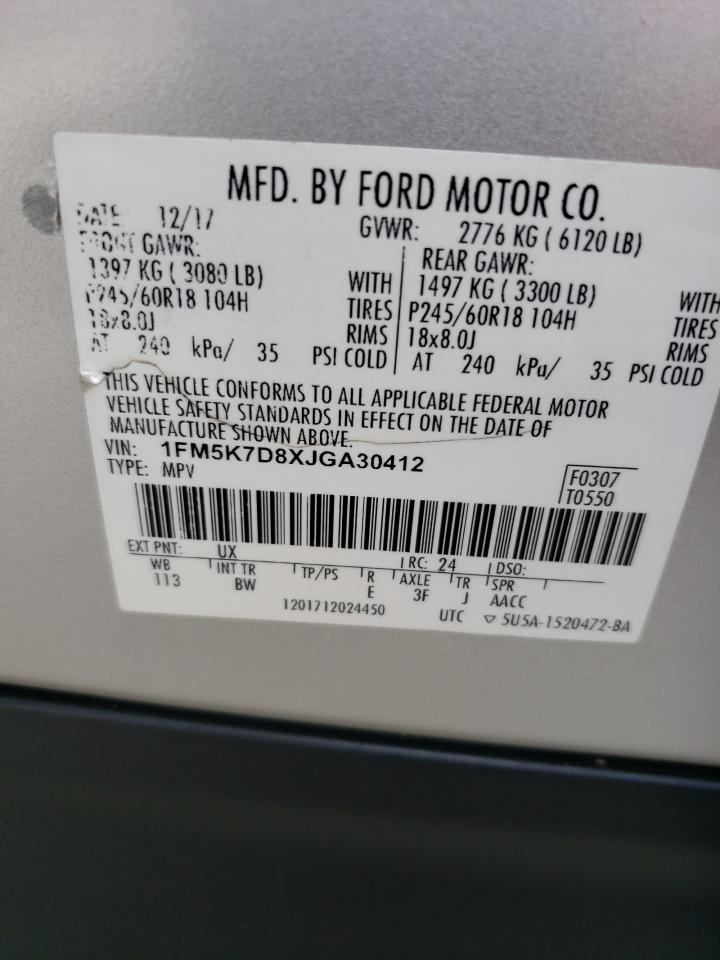 MFD. BY FORD MOTOR CO.
DATE 12/17 GVWR: 2776 KG ( 6120 LB)
FRONT GAWR: REAR GAWR:
1397 KG ( 3080 LB) WITH 1497 KG ( 3300 LB) WITH
P245/60R18 104H TIRES P245/60R18 104H TIRES
18x8.0J RIMS 18x8.0J RIMS
AT 240 kPa/ 35 PSI COLD AT 240 kPa/ 35 PSI COLD
THIS VEHICLE CONFORMS TO ALL APPLICABLE FEDERAL MOTOR
VEHICLE SAFETY STANDARDS IN EFFECT ON THE DATE OF
MANUFACTURE SHOWN ABOVE.
VIN: 1FM5K7D8XJGA30412
TYPE: MPV F0307
T0550
EXT PNT: UX RC: 24 DSO:
WB INT TR TP/PS R AXLE TR SPR
113 BW E 3F J AACC
1201712024450 UTC ▽ 5U5A-1520472-BA